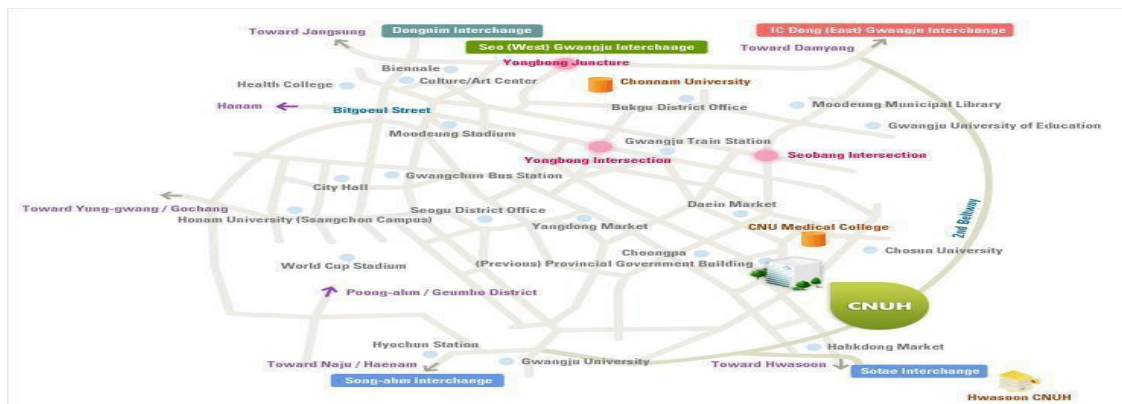 Toward Jangsung
Dongnim Interchange
IC Dong (East) Gwangju Interchange
Seo (West) Gwangju Interchange
Toward Damyang
Yongbong Juncture
Biennale
Culture/Art Center
Health College
Chonnam University
Hanam
Bitgoeul Street
Bukgu District Office
Moodeung Municipal Library
Moodeung Stadium
Gwangju University of Education
Gwangju Train Station
Yongbong Intersection
Seobang Intersection
Gwangchun Bus Station
City Hall
Toward Yung-gwang / Gochang
Honam University (Ssangchon Campus)
Seogu District Office
Daein Market
Yangdong Market
CNU Medical College
2nd Beltway
Choongpa
Chosun University
World Cup Stadium
(Previous) Provincial Government Building
Poong-ahm / Geumho District
CNUH
Hyochun Station
Hahkdong Market
Toward Naju / Haenam
Gwangju University
Toward Hwasoon
Sotae Interchange
Song-ahm Interchange
Hwasoon CNUH